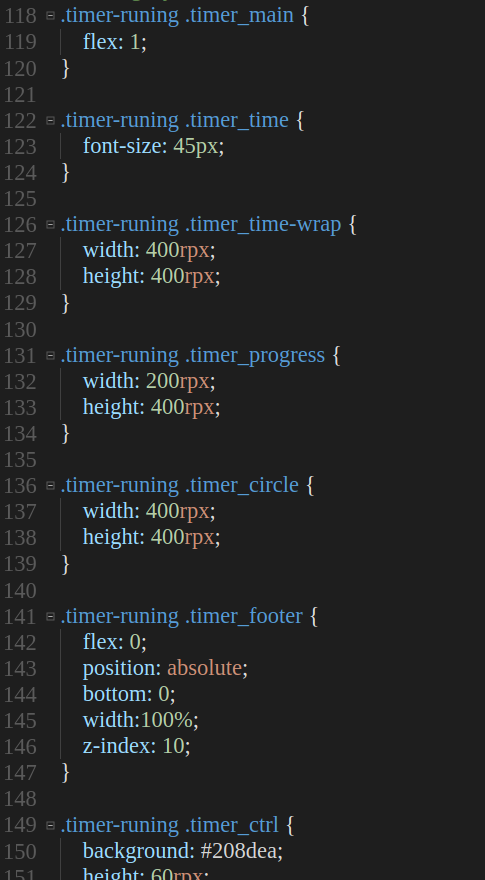 118 .timer-runing .timer_main {
119 flex: 1;
120 }
121
122 .timer-runing .timer_time {
123 font-size: 45px;
124 }
125
126 .timer-runing .timer_time-wrap {
127 width: 400rpx;
128 height: 400rpx;
129 }
130
131 .timer-runing .timer_progress {
132 width: 200rpx;
133 height: 400rpx;
134 }
135
136 .timer-runing .timer_circle {
137 width: 400rpx;
138 height: 400rpx;
139 }
140
141 .timer-runing .timer_footer {
142 flex: 0;
143 position: absolute;
144 bottom: 0;
145 width:100%;
146 z-index: 10;
147 }
148
149 .timer-runing .timer_ctrl {
150 background: #208dea;
151 height: 60rpx;